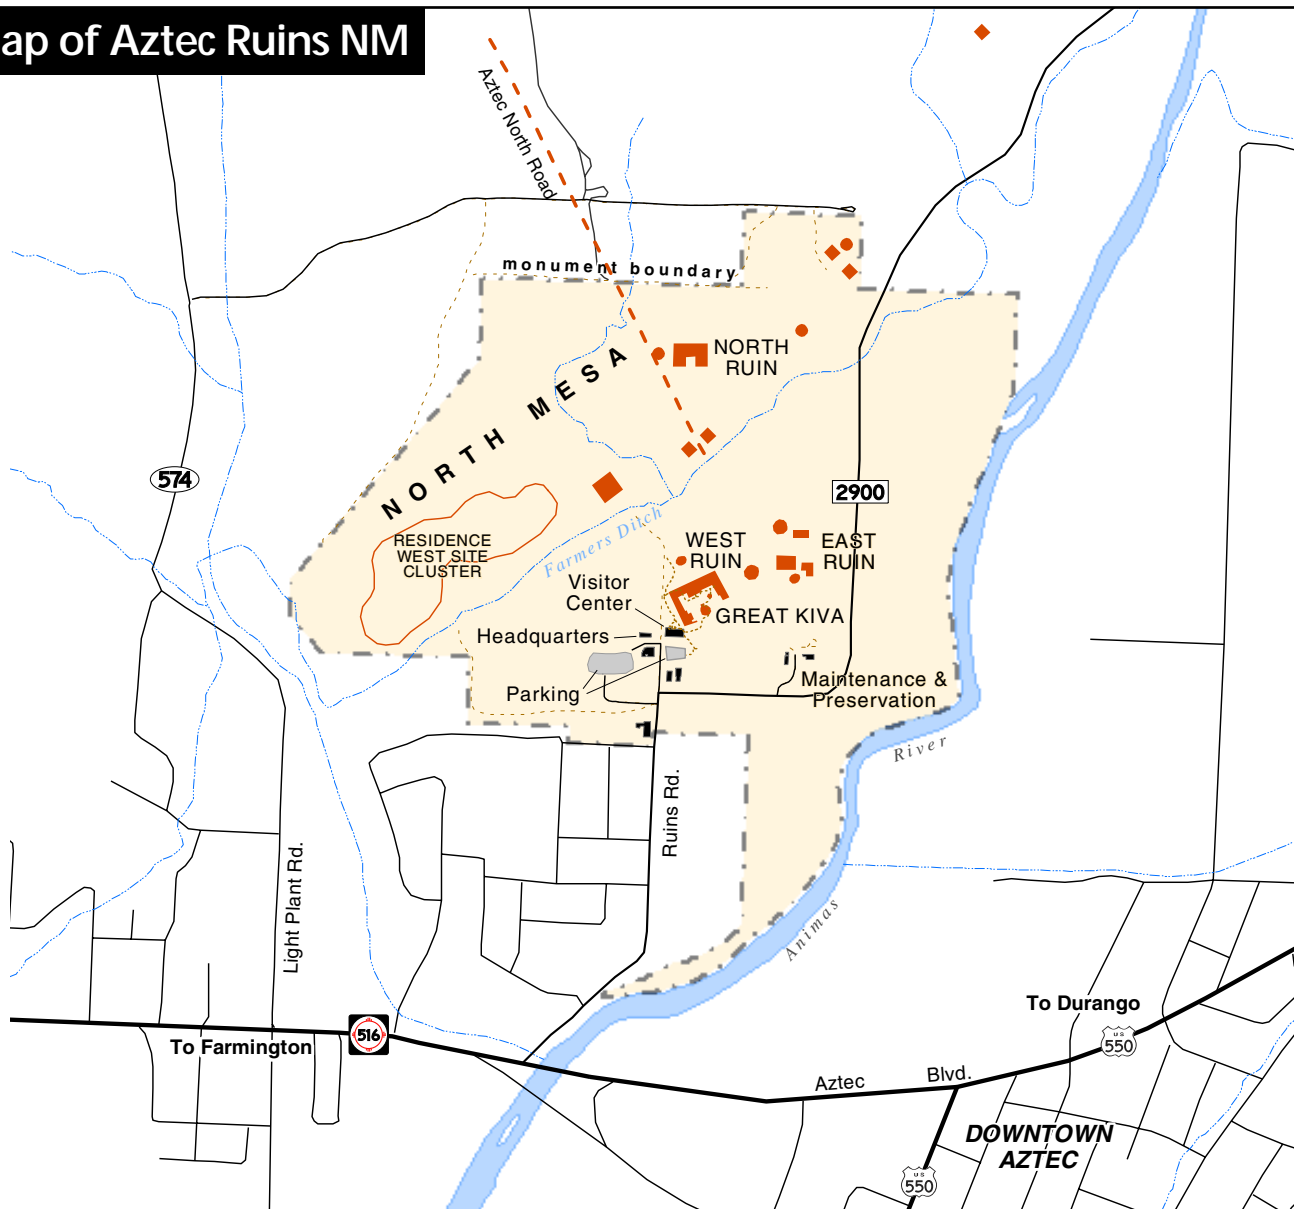 ap of Aztec Ruins NM
Aztec North Road
monument boundary
NORTH
RUIN
NORTH MESA
574
2900
RESIDENCE
WEST SITE
CLUSTER
Farmers Ditch
WEST
RUIN
EAST
RUIN
Visitor
Center
GREAT KIVA
Headquarters
Parking
Maintenance &
Preservation
River
Ruins Rd.
Light Plant Rd.
Animas
To Durango
516
To Farmington
US
550
Aztec Blvd.
DOWNTOWN
AZTEC
US
550